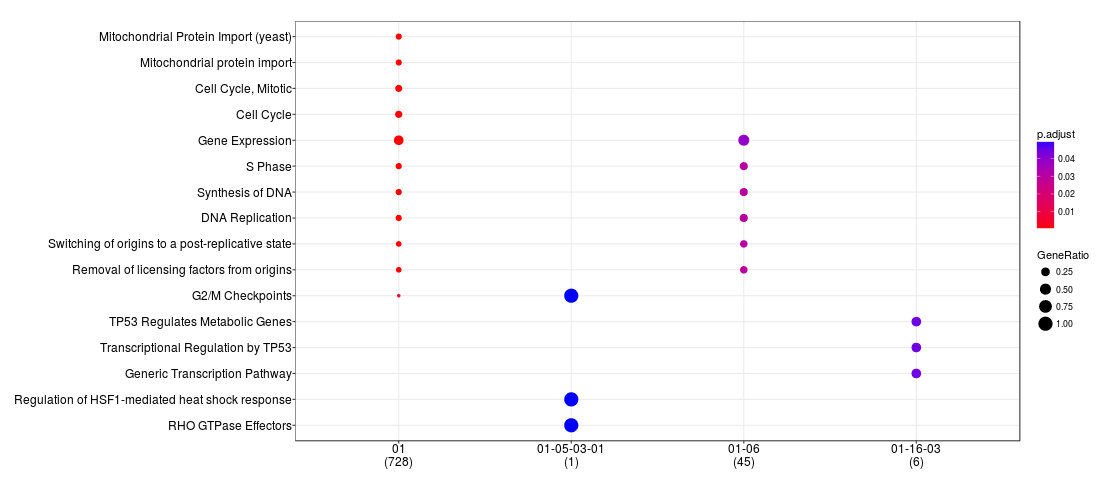 Mitochondrial Protein Import (yeast)
Mitochondrial protein import
Cell Cycle, Mitotic
Cell Cycle
Gene Expression
S Phase
Synthesis of DNA
DNA Replication
Switching of origins to a post-replicative state
Removal of licensing factors from origins
G2/M Checkpoints
TP53 Regulates Metabolic Genes
Transcriptional Regulation by TP53
Generic Transcription Pathway
Regulation of HSF1-mediated heat shock response
RHO GTPase Effectors
01
(728)
01-05-03-01
(1)
01-06
(45)
01-16-03
(6)
p.adjust
0.04
0.03
0.02
0.01
GeneRatio
0.25
0.50
0.75
1.00